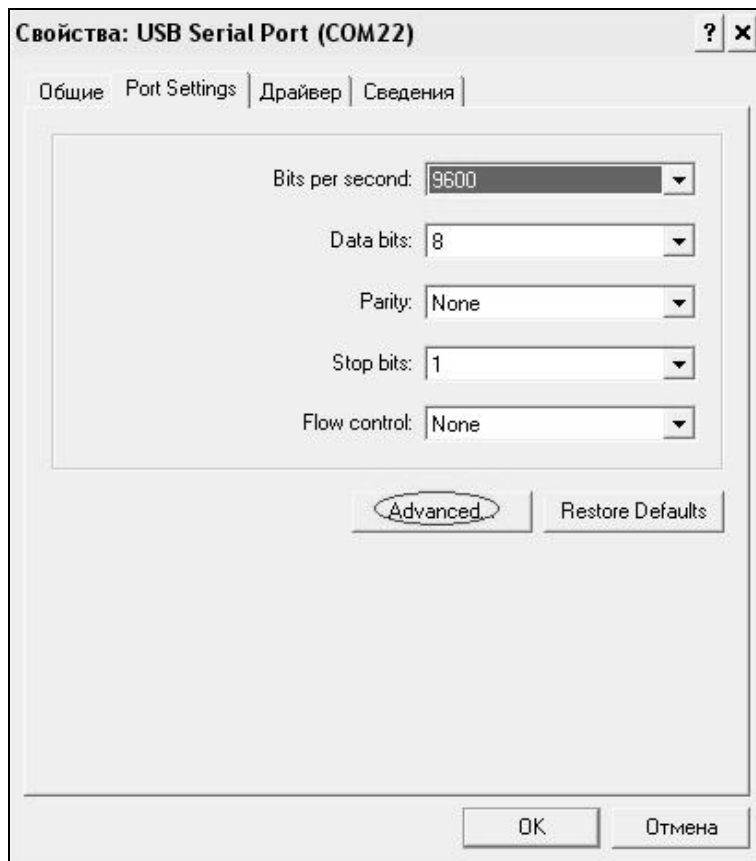 Свойства: USB Serial Port (COM22) ? ×
Общие Port Settings Драйвер Сведения
Bits per second: 9600
Data bits: 8
Parity: None
Stop bits: 1
Flow control: None
Advanced... Restore Defaults
OK Отмена